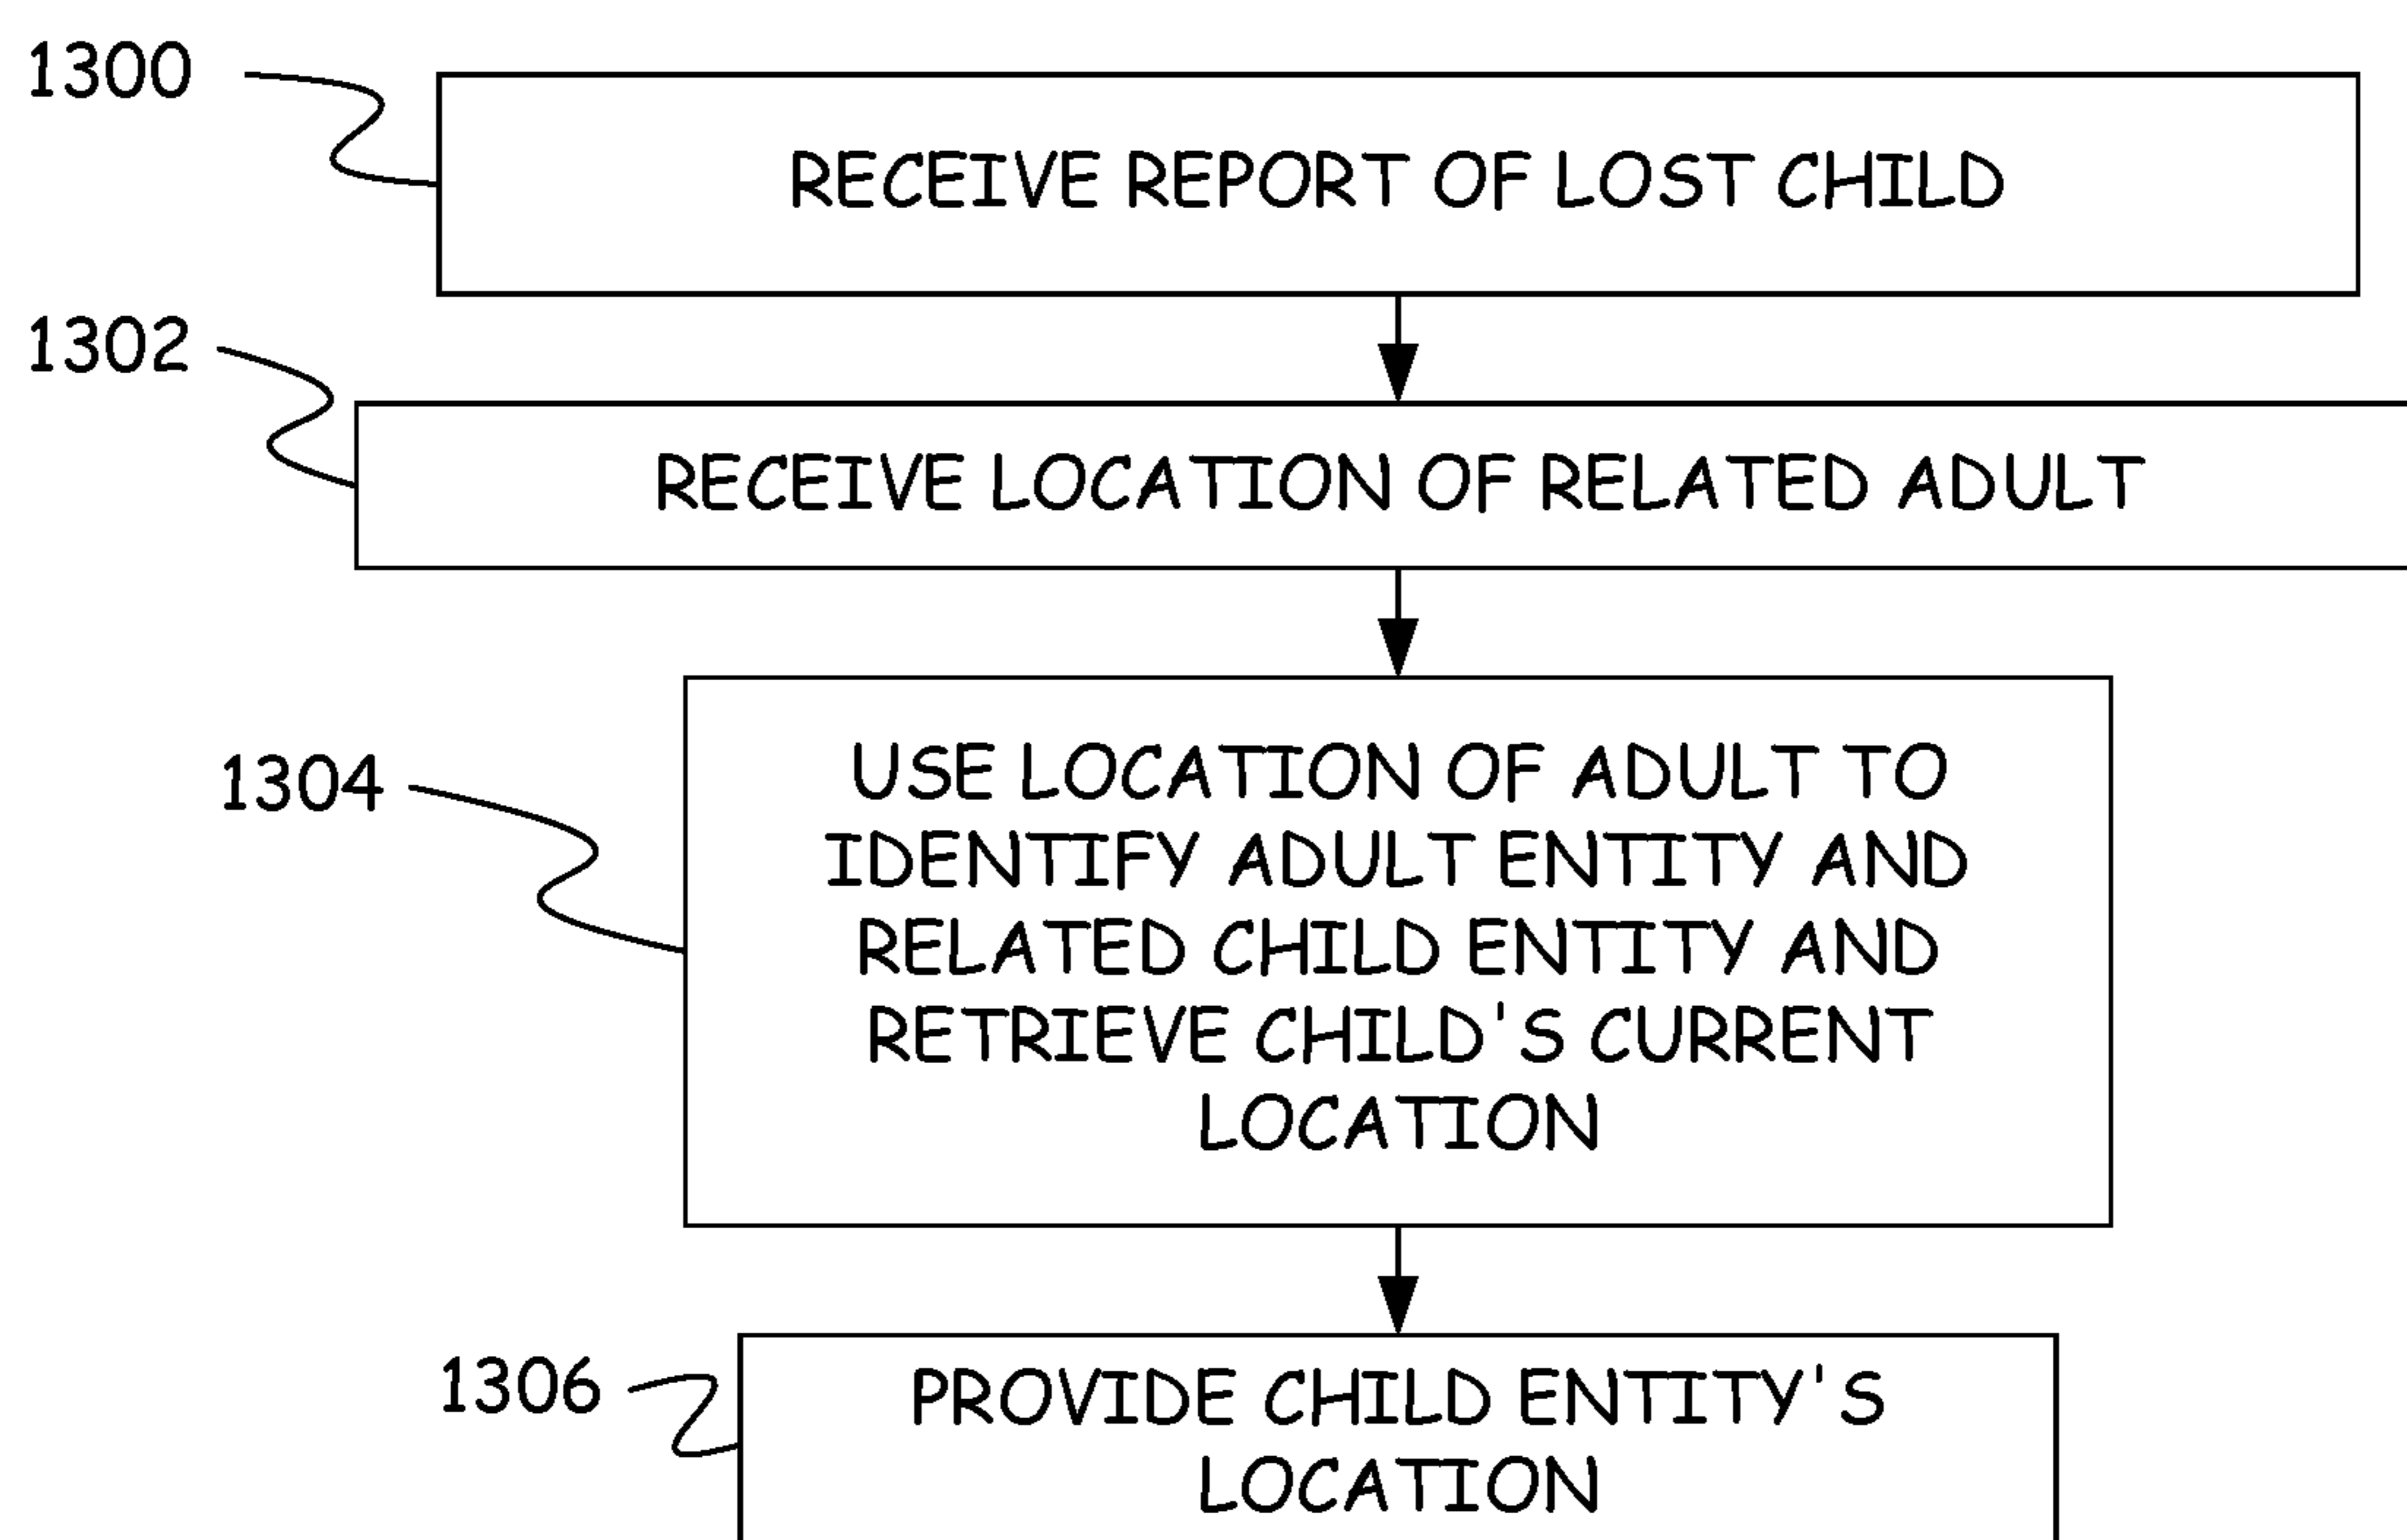 1300
RECEIVE REPORT OF LOST CHILD
1302
RECEIVE LOCATION OF RELATED ADULT
1304
USE LOCATION OF ADULT TO
IDENTIFY ADULT ENTITY AND
RELATED CHILD ENTITY AND
RETRIEVE CHILD'S CURRENT
LOCATION
1306
PROVIDE CHILD ENTITY'S
LOCATION